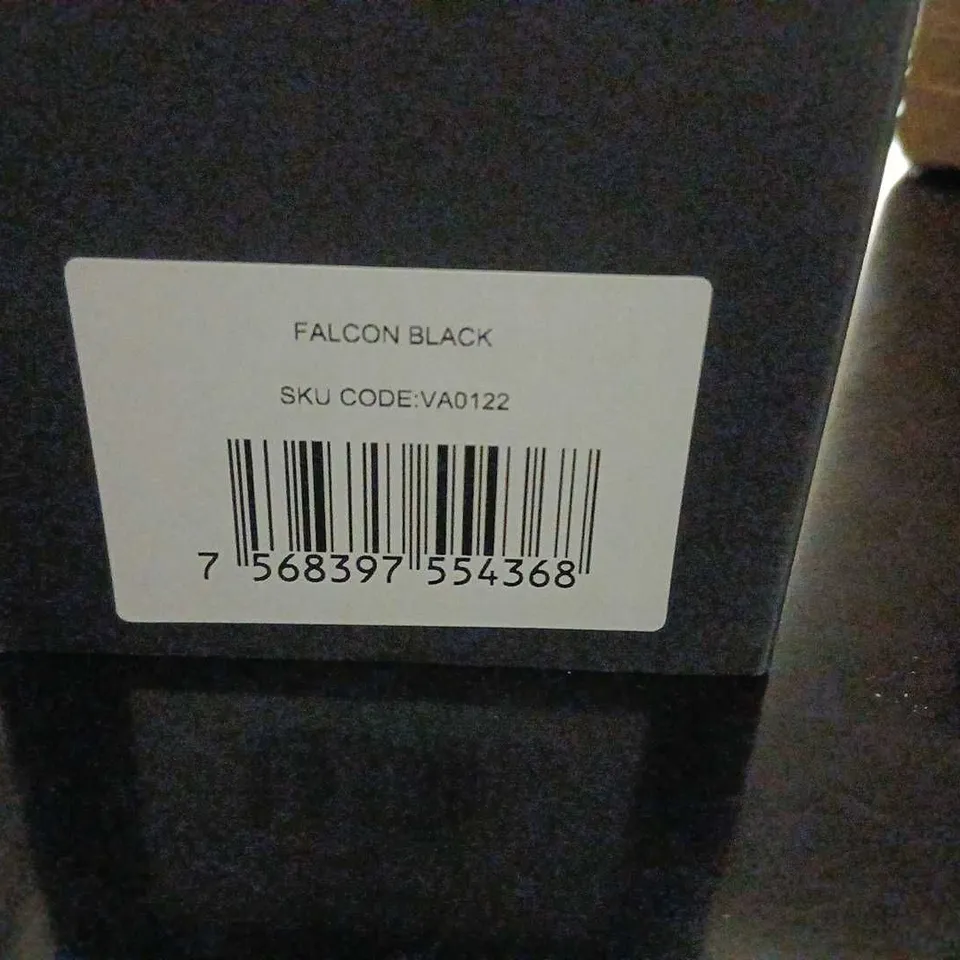 FALCON BLACK
SKU CODE:VA0122
7 568397 554368